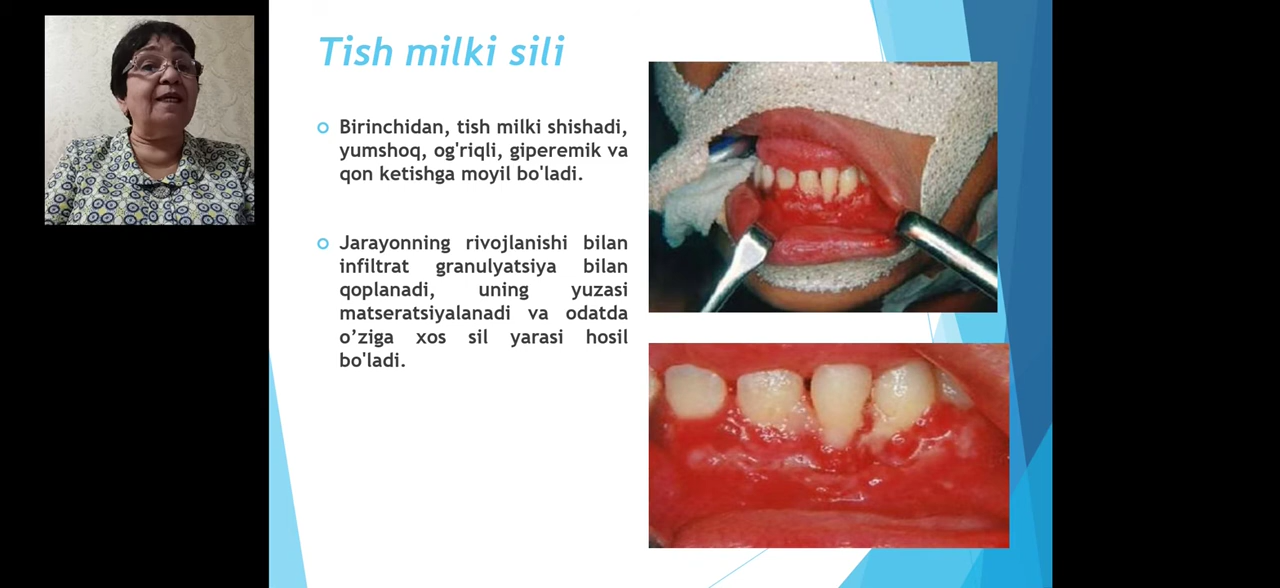 Tish milki sili
Birinchidan, tish milki shishadi,
yumshoq, og'riqli, giperemik va
qon ketishga moyil bo'ladi.
Jarayonning rivojlanishi bilan
infiltrat granulyatsiya bilan
qoplanadi, uning yuzasi
matseratsiyalanadi va odatda
o’ziga xos sil yarasi hosil
bo'ladi.